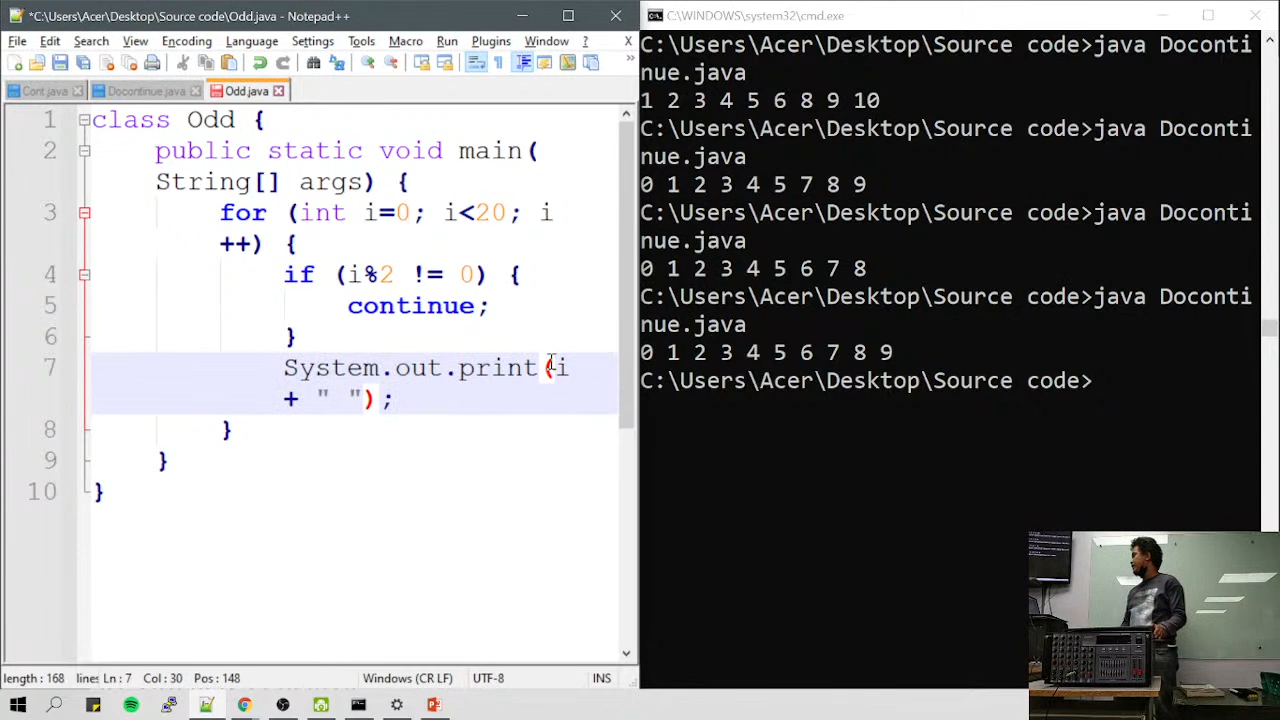 *C:\Users\Acer\Desktop\Source code\Odd.java - Notepad++
File Edit Search View Encoding Language Settings Tools Macro Run Plugins Window ? X
Cont.java Docontinue.java Odd.java
1 class Odd {
2 public static void main(
String[] args) {
3 for (int i=0; i<20; i
++) {
4 if (i%2 != 0) {
5 continue;
6 }
7 System.out.print(i
+ " ");
8 }
9 }
10 }
length : 168 lines Ln : 7 Col : 30 Pos : 148 Windows (CR LF) UTF-8 INS
C:\WINDOWS\system32\cmd.exe
C:\Users\Acer\Desktop\Source code>java Doconti
nue.java
1 2 3 4 5 6 8 9 10
C:\Users\Acer\Desktop\Source code>java Doconti
nue.java
0 1 2 3 4 5 7 8 9
C:\Users\Acer\Desktop\Source code>java Doconti
nue.java
0 1 2 3 4 5 6 7 8
C:\Users\Acer\Desktop\Source code>java Doconti
nue.java
0 1 2 3 4 5 6 7 8 9
C:\Users\Acer\Desktop\Source code>